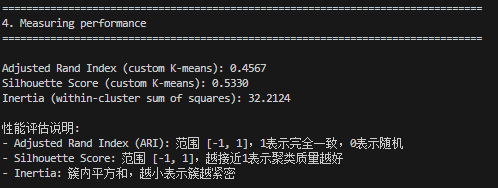 ================================================================================
4. Measuring performance
================================================================================
Adjusted Rand Index (custom K-means): 0.4567
Silhouette Score (custom K-means): 0.5330
Inertia (within-cluster sum of squares): 32.2124
性能评估说明:
- Adjusted Rand Index (ARI): 范围 [-1, 1], 1表示完全一致, 0表示随机
- Silhouette Score: 范围 [-1, 1], 越接近1表示聚类质量越好
- Inertia: 簇内平方和, 越小表示簇越紧密